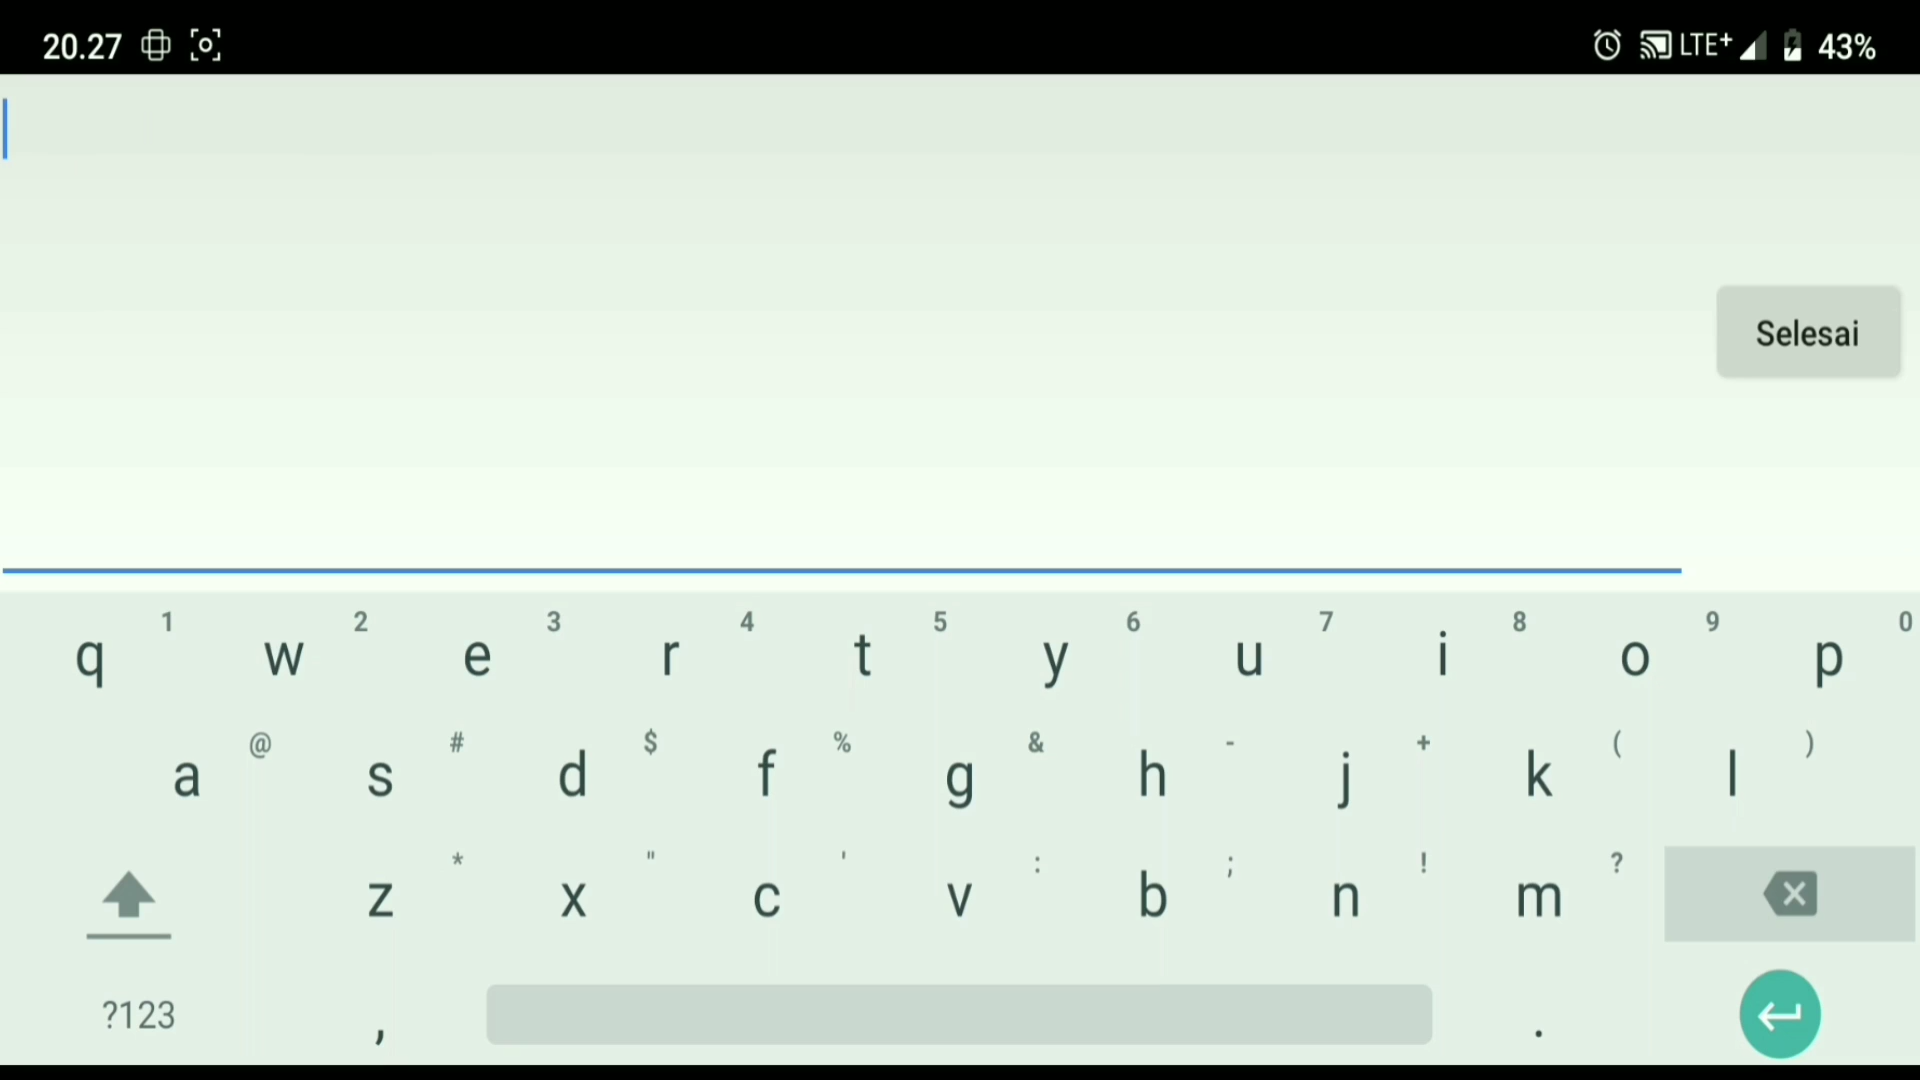 20.27 LTE+ 43%
Selesai
1 2 3 4 5 6 7 8 9 0
q w e r t y u i o p
@ # $ % & - + ( )
a s d f g h j k l
* " ' : ; ! ?
z x c v b n m
?123 , .